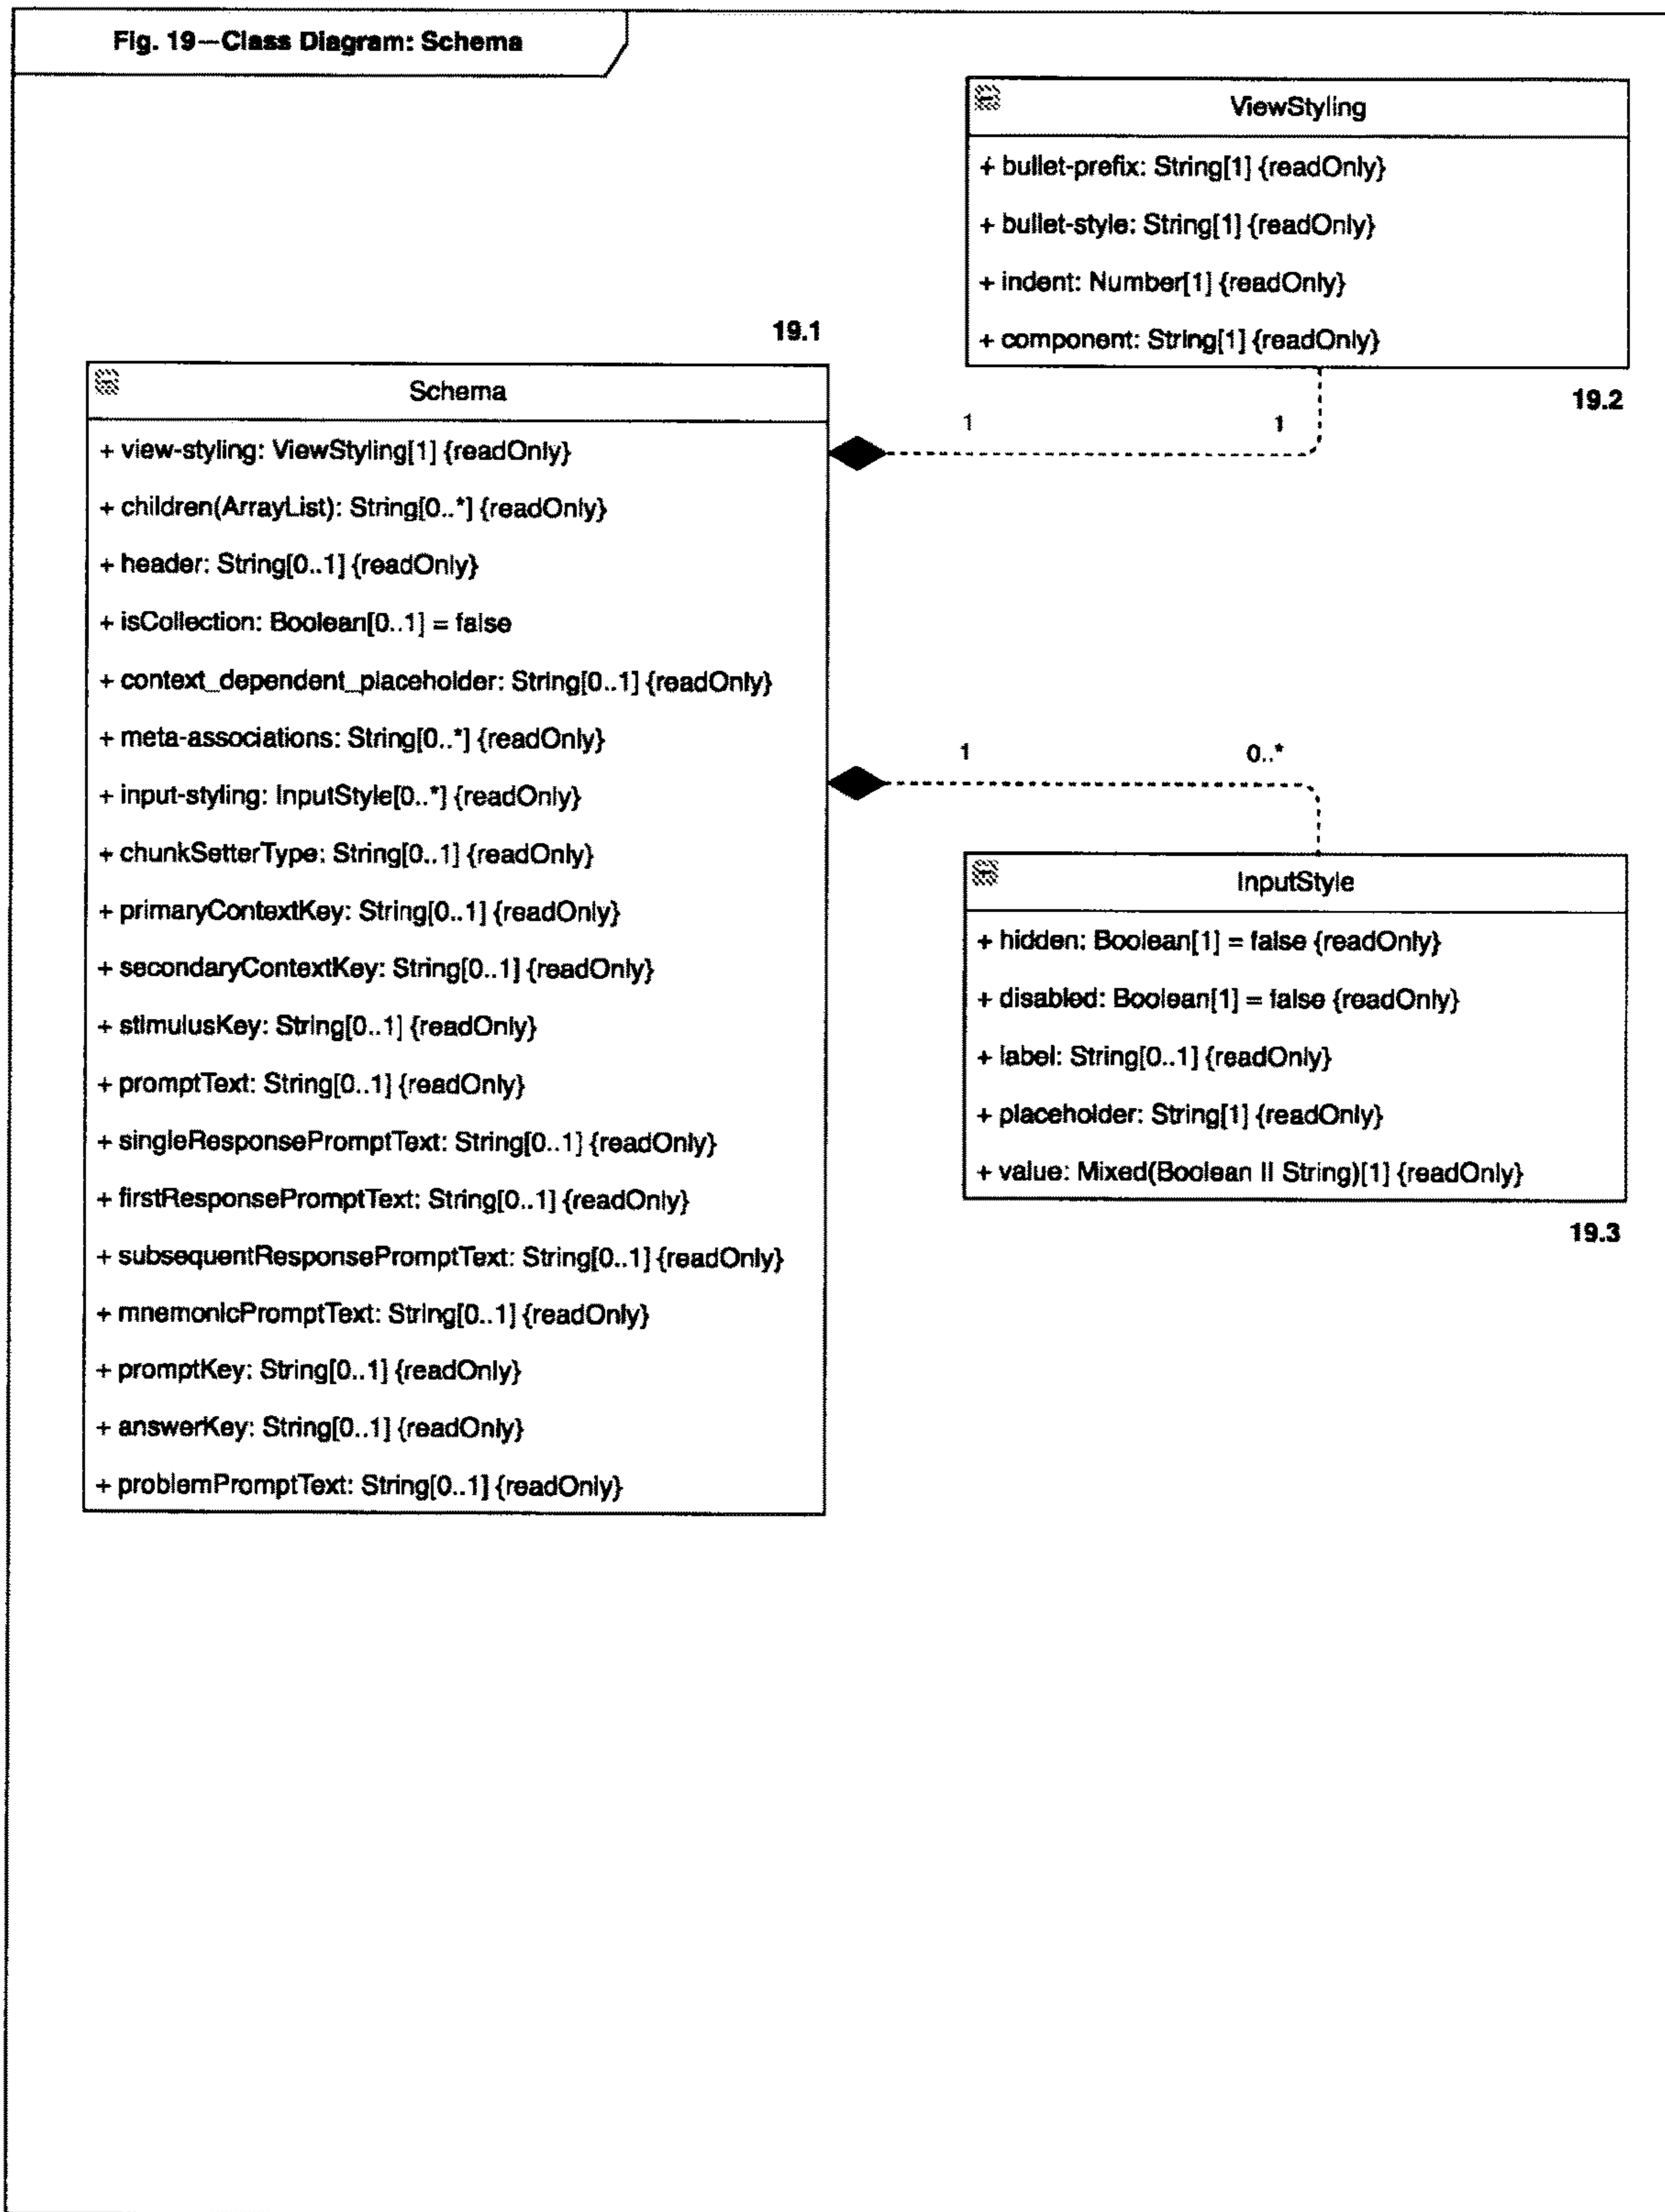 Fig. 19—Class Diagram: Schema
ViewStyling
+ bullet-prefix: String[1] {readOnly}
+ bullet-style: String[1] {readOnly}
+ indent: Number[1] {readOnly}
+ component: String[1] {readOnly}
19.2
19.1
Schema
+ view-styling: ViewStyling[1] {readOnly}
+ children(ArrayList): String[0..*] {readOnly}
+ header: String[0..1] {readOnly}
+ isCollection: Boolean[0..1] = false
+ context_dependent_placeholder: String[0..1] {readOnly}
+ meta-associations: String[0..*] {readOnly}
+ input-styling: InputStyle[0..*] {readOnly}
+ chunkSetterType: String[0..1] {readOnly}
+ primaryContextKey: String[0..1] {readOnly}
+ secondaryContextKey: String[0..1] {readOnly}
+ stimulusKey: String[0..1] {readOnly}
+ promptText: String[0..1] {readOnly}
+ singleResponsePromptText: String[0..1] {readOnly}
+ firstResponsePromptText: String[0..1] {readOnly}
+ subsequentResponsePromptText: String[0..1] {readOnly}
+ mnemonicPromptText: String[0..1] {readOnly}
+ promptKey: String[0..1] {readOnly}
+ answerKey: String[0..1] {readOnly}
+ problemPromptText: String[0..1] {readOnly}
1 1
1 0..*
InputStyle
+ hidden: Boolean[1] = false {readOnly}
+ disabled: Boolean[1] = false {readOnly}
+ label: String[0..1] {readOnly}
+ placeholder: String[1] {readOnly}
+ value: Mixed(Boolean || String)[1] {readOnly}
19.3